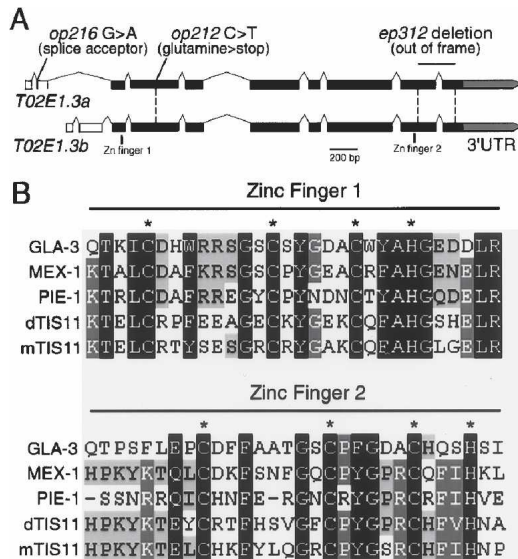 A
op216 G>A
(splice acceptor)
op212 C>T
(glutamine>stop)
ep312 deletion
(out of frame)
T02E1.3a
T02E1.3b
Zn finger 1
200 bp
Zn finger 2
3'UTR
B
Zinc Finger 1
* * * *
GLA-3 QTKICDHWRRSGSCSYGDACWYAHGEDDLR
MEX-1 KTALCDAFKRSGSCPYGEACRFAHGENELR
PIE-1 KTRLCDAFRREGYCPYNDNCTYAHGQDELR
dTIS11 KTELCRPFEEAGECKYGEKCQFAHGSHELR
mTIS11 KTELCRTYSESGRCRYGAKCQFAHGLGELR
Zinc Finger 2
* * * *
GLA-3 QTPSFLEPCDFFAATGSCPFGDACHQSHSI
MEX-1 HPKYKTQLCDKFSNFGQCPYGPRCQFIHKL
PIE-1 -SSNRRQICHNFE-RGNCRYGPRCRFIHVE
dTIS11 HPKYKTEYCRTFHSVGFCPYGPRCHFVHNA
mTIS11 HPKYKTELCHKFYLQGRCPYGSRCHFIHNP